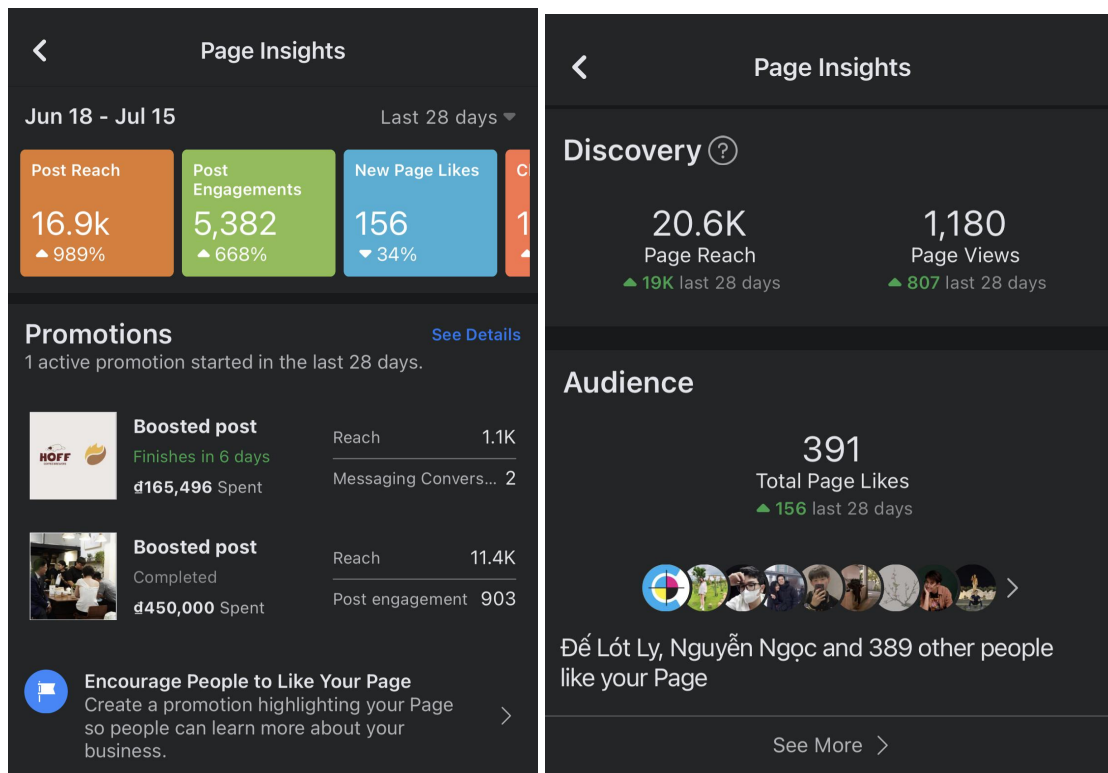 Page Insights
Jun 18 - Jul 15
Last 28 days
Post Reach
16.9k
989%
Post
Engagements
5,382
668%
New Page Likes
156
34%
Promotions
See Details
1 active promotion started in the last 28 days.
HOFF
Boosted post
Finishes in 6 days
₫165,496 Spent
Reach 1.1K
Messaging Convers... 2
Boosted post
Completed
₫450,000 Spent
Reach 11.4K
Post engagement 903
Encourage People to Like Your Page
Create a promotion highlighting your Page
so people can learn more about your
business.
Page Insights
Discovery ?
20.6K
Page Reach
19K last 28 days
1,180
Page Views
807 last 28 days
Audience
391
Total Page Likes
156 last 28 days
Đế Lót Ly, Nguyễn Ngọc and 389 other people
like your Page
See More